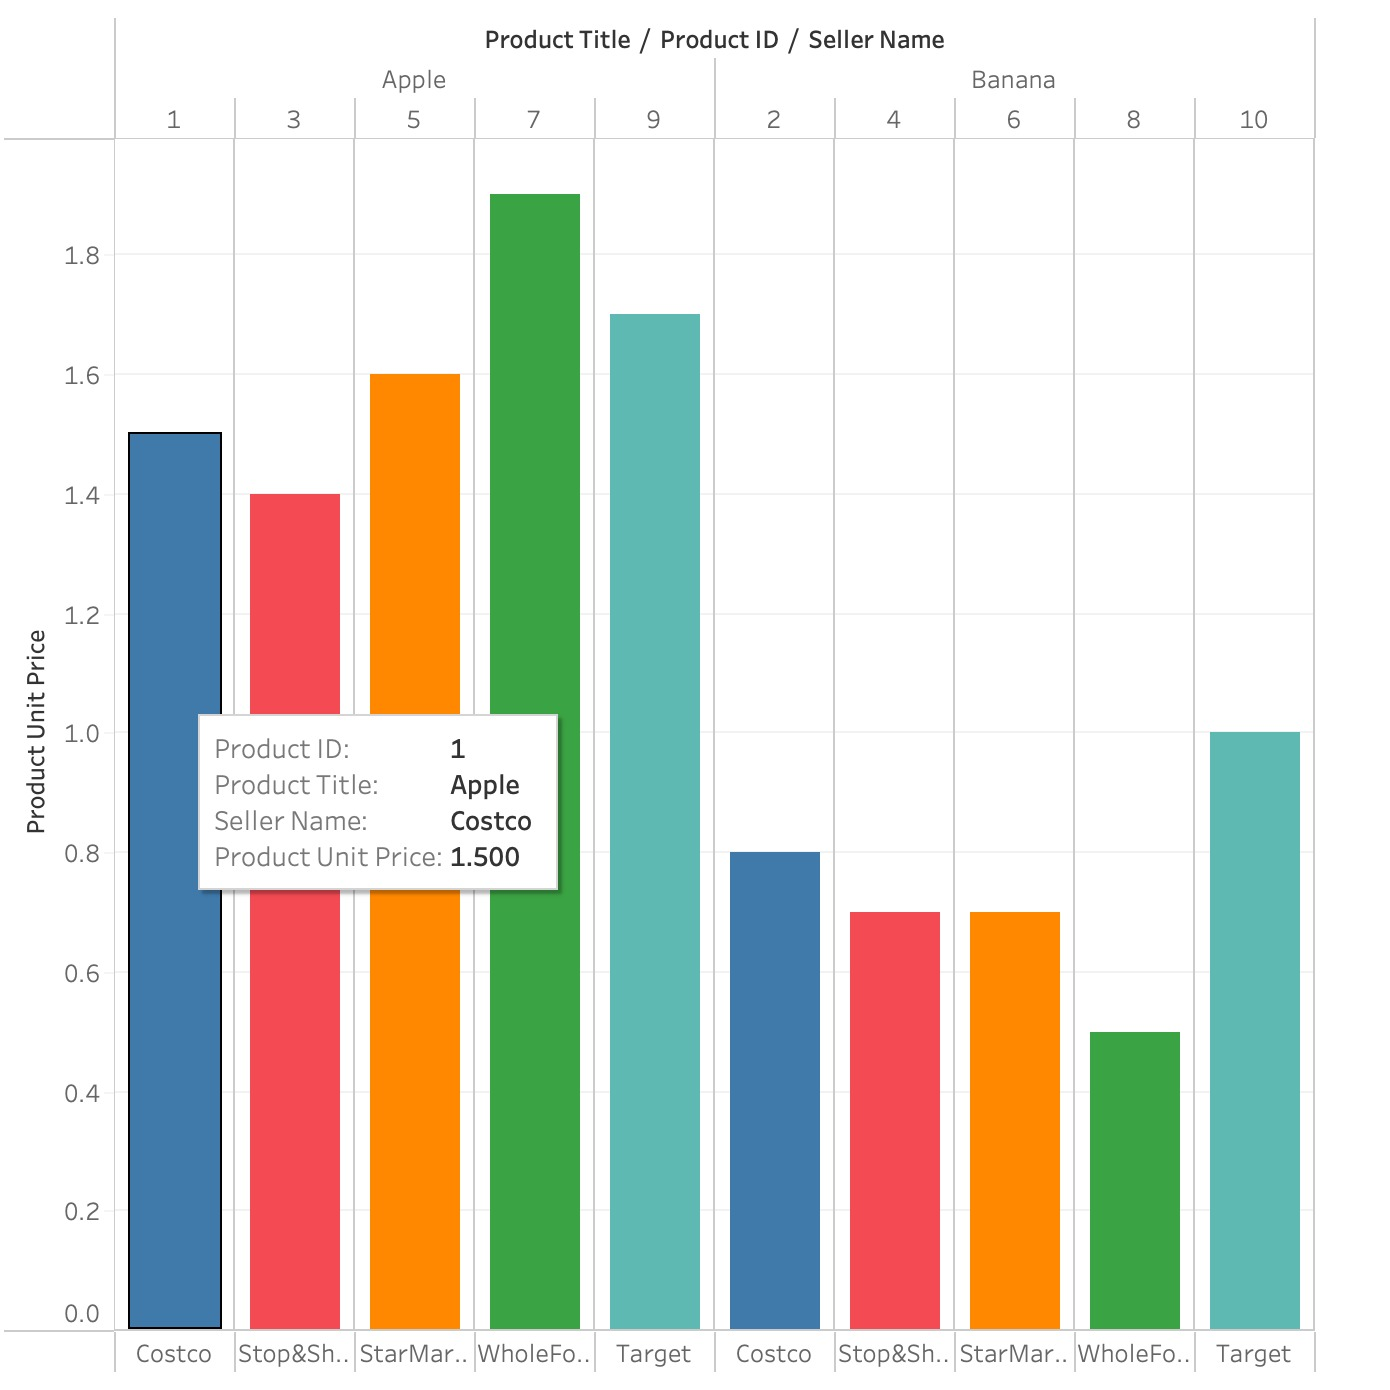 Product Title / Product ID / Seller Name
Apple Banana
1 3 5 7 9 2 4 6 8 10
1.8
1.6
1.4
1.2
1.0
0.8
0.6
0.4
0.2
0.0
Product Unit Price
Product ID: 1
Product Title: Apple
Seller Name: Costco
Product Unit Price: 1.500
Costco Stop&Sh.. StarMar.. WholeFo.. Target Costco Stop&Sh.. StarMar.. WholeFo.. Target